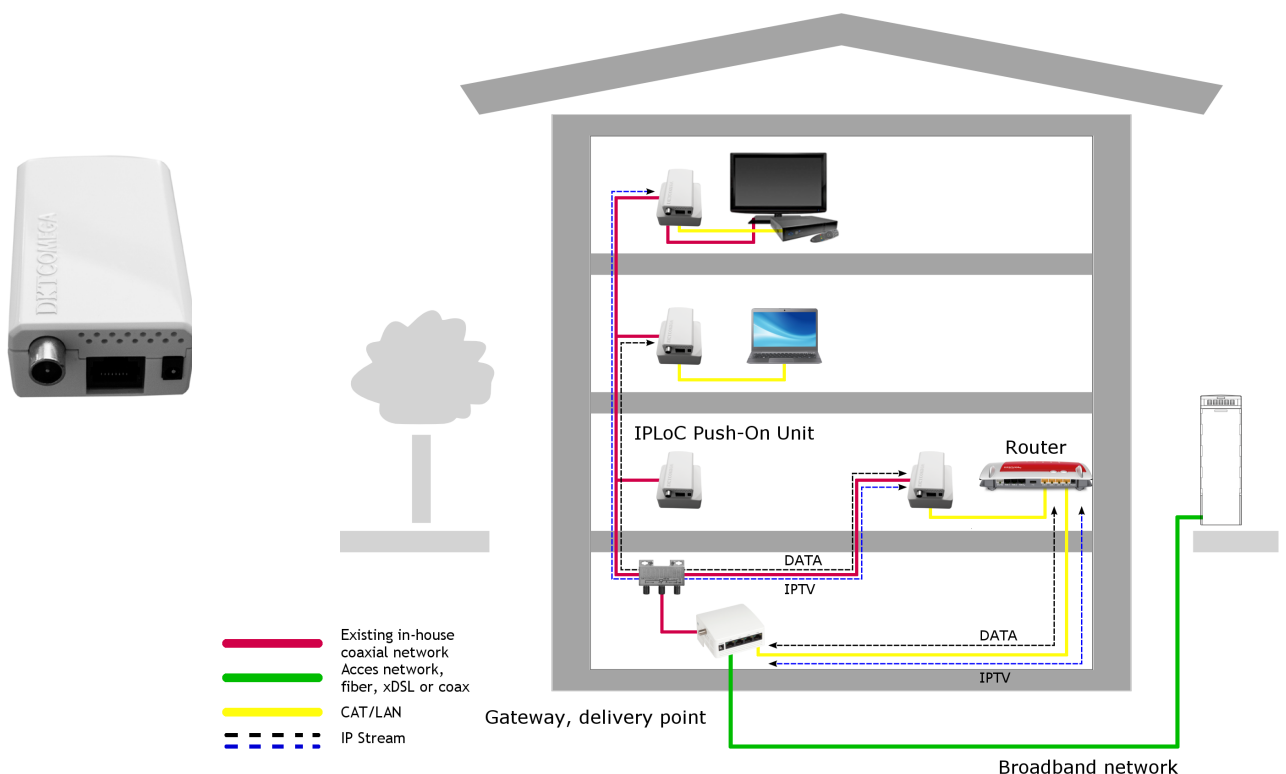 DKTCOMEGA
IPLoC Push-On Unit
Router
DATA
IPTV
DATA
IPTV
Existing in-house
coaxial network
Acces network,
fiber, xDSL or coax
CAT/LAN
IP Stream
Gateway, delivery point
Broadband network